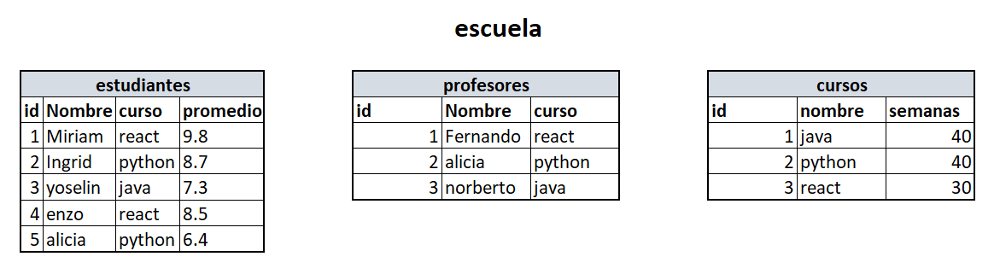 escuela
estudiantes
id Nombre curso promedio
1 Miriam react 9.8
2 Ingrid python 8.7
3 yoselin java 7.3
4 enzo react 8.5
5 alicia python 6.4
profesores
id Nombre curso
1 Fernando react
2 alicia python
3 norberto java
cursos
id nombre semanas
1 java 40
2 python 40
3 react 30